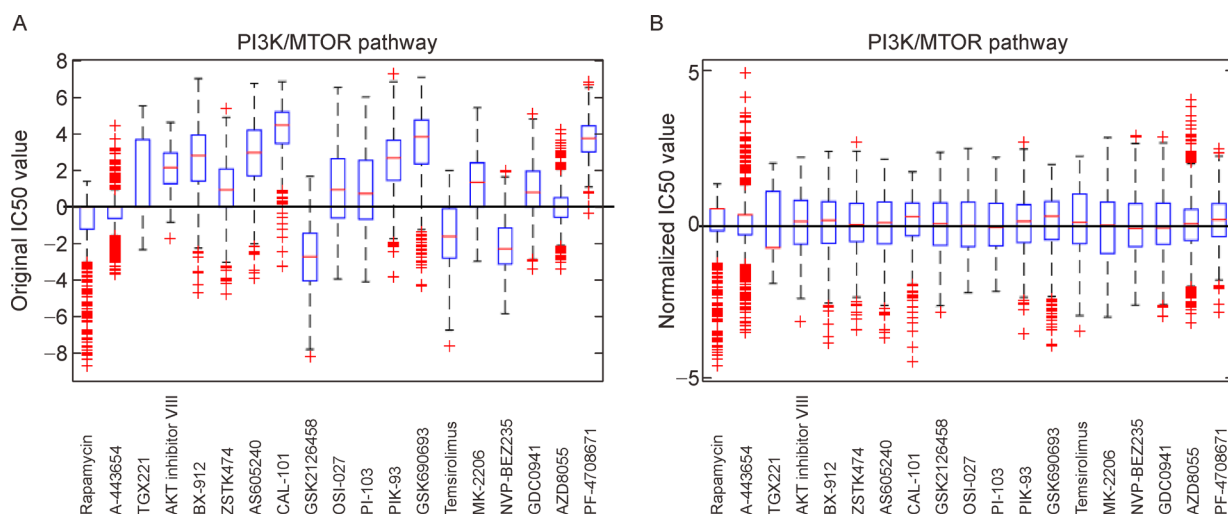 A
PI3K/MTOR pathway
Original IC50 value
8
6
4
2
0
−2
−4
−6
−8
Rapamycin
A-443654
TGX221
AKT inhibitor VIII
BX-912
ZSTK474
AS605240
CAL-101
GSK2126458
OSI-027
PI-103
PIK-93
GSK690693
Temsirolimus
MK-2206
NVP-BEZ235
GDC0941
AZD8055
PF-4708671
B
PI3K/MTOR pathway
Normalized IC50 value
5
0
−5
Rapamycin
A-443654
TGX221
AKT inhibitor VIII
BX-912
ZSTK474
AS605240
CAL-101
GSK2126458
OSI-027
PI-103
PIK-93
GSK690693
Temsirolimus
MK-2206
NVP-BEZ235
GDC0941
AZD8055
PF-4708671